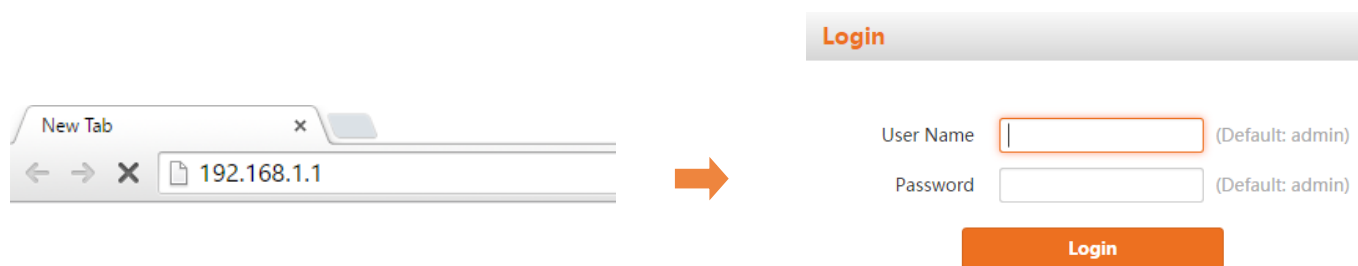 New Tab
192.168.1.1
Login
User Name (Default: admin)
Password (Default: admin)
Login